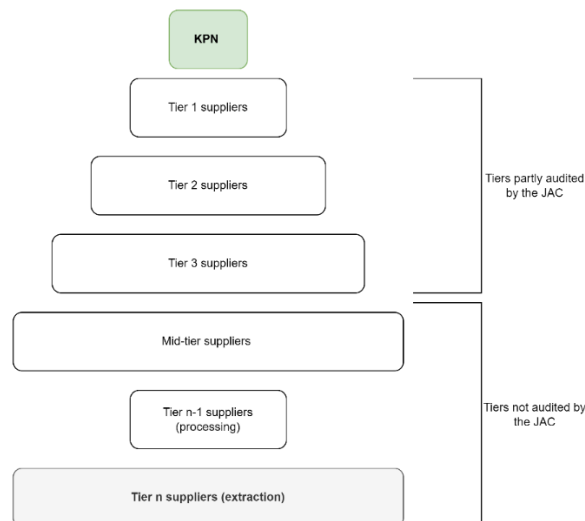 KPN
Tier 1 suppliers
Tier 2 suppliers
Tiers partly audited
by the JAC
Tier 3 suppliers
Mid-tier suppliers
Tier n-1 suppliers
(processing)
Tiers not audited by
the JAC
Tier n suppliers (extraction)